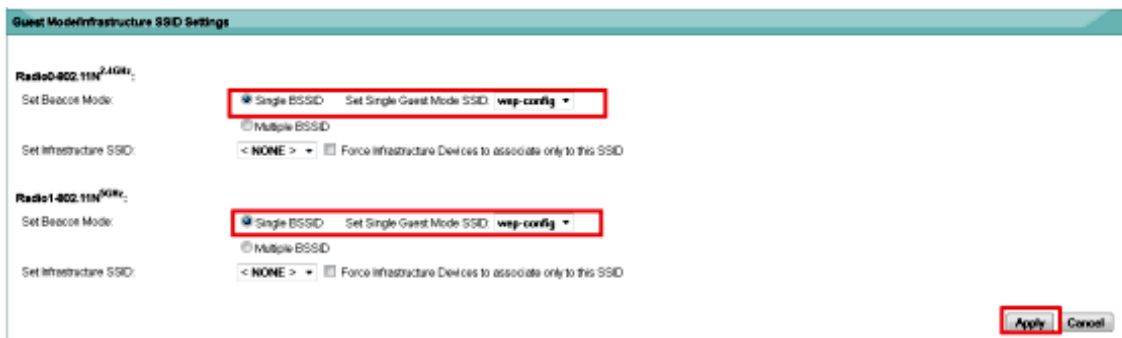 Guest Mode/Infrastructure SSID Settings
Radio0-802.11N2.4GHz:
Set Beacon Mode: Single BSSID Set Single Guest Mode SSID: wep-config
Multiple BSSID
Set Infrastructure SSID: < NONE > Force Infrastructure Devices to associate only to this SSID
Radio1-802.11N5GHz:
Set Beacon Mode: Single BSSID Set Single Guest Mode SSID: wep-config
Multiple BSSID
Set Infrastructure SSID: < NONE > Force Infrastructure Devices to associate only to this SSID
Apply Cancel